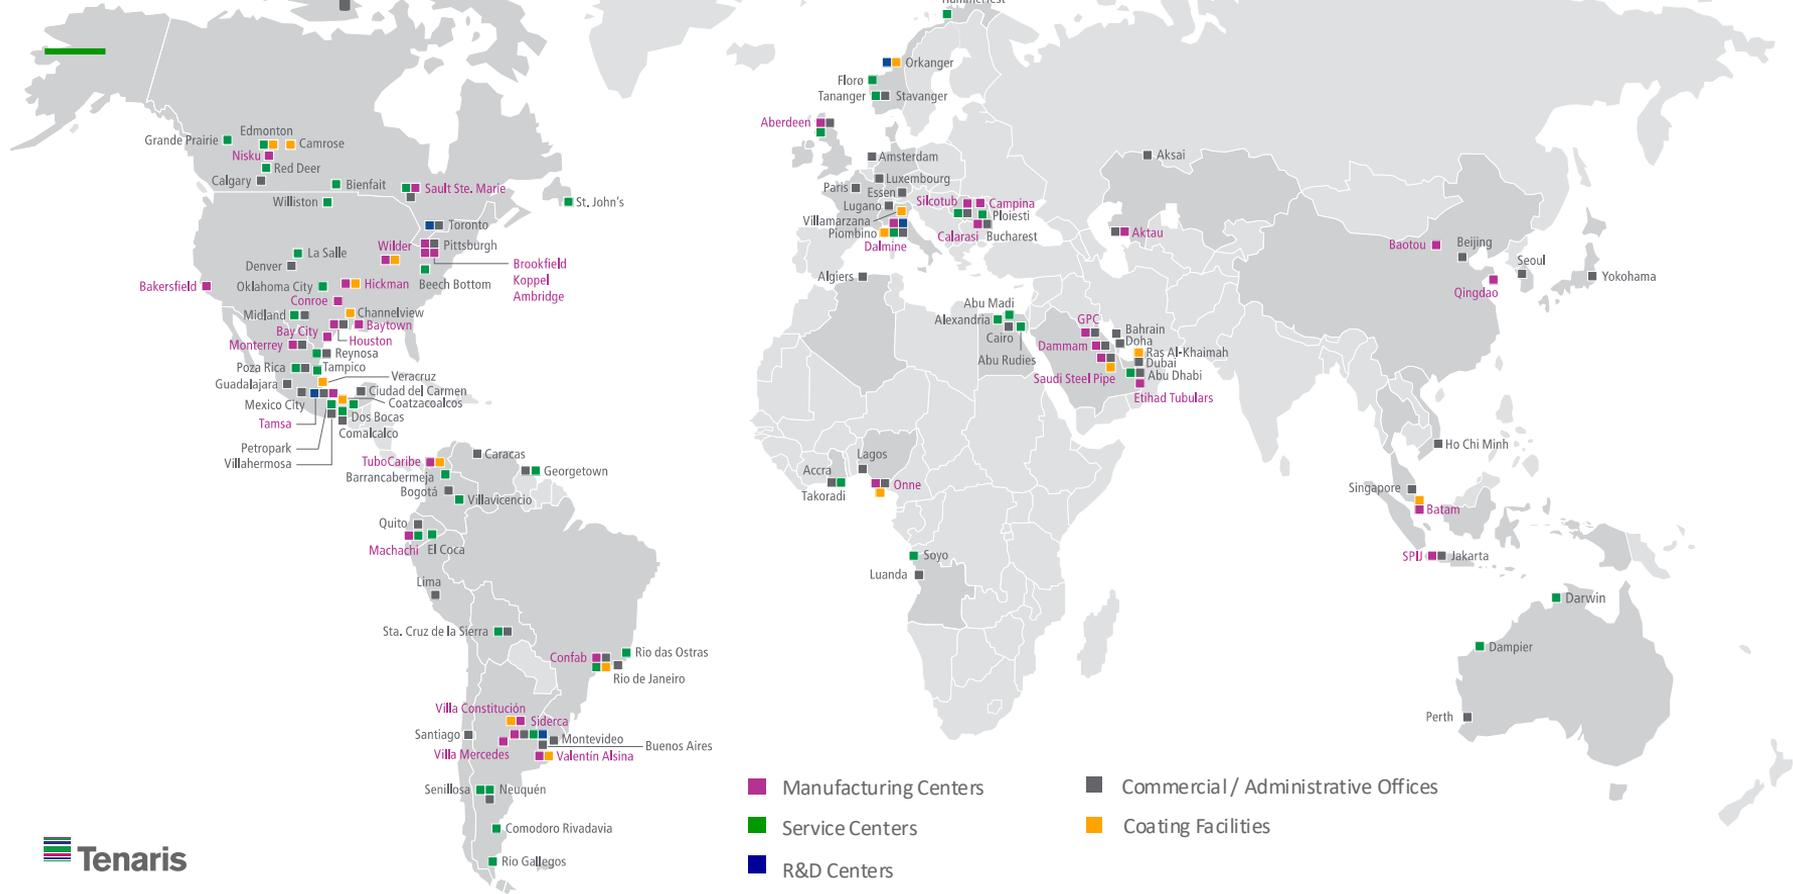 Hammerfest
Orkanger
Florø
Tananger
Stavanger
Aberdeen
Edmonton
Grande Prairie
Camrose
Nisku
Red Deer
Calgary
Bienfait
Sault Ste. Marie
Williston
St. John's
Toronto
Wilder
Pittsburgh
La Salle
Denver
Brookfield
Koppel
Ambridge
Bakersfield
Oklahoma City
Hickman
Beech Bottom
Conroe
Midland
Channelview
Bay City
Baytown
Houston
Monterrey
Reynosa
Poza Rica
Tampico
Veracruz
Guadalajara
Ciudad del Carmen
Coatzacoalcos
Mexico City
Dos Bocas
Tamsa
Comalcalco
Petropark
Villahermosa
Amsterdam
Aksai
Luxembourg
Paris
Essen
Lugano
Silcotub
Campina
Villamarzana
Ploiesti
Piombino
Calarasi
Bucharest
Dalmine
Aktau
Baotou
Beijing
Seoul
Yokohama
Qingdao
Algiers
Abu Madi
Alexandria
Cairo
Abu Rudies
GPC
Bahrain
Doha
Dammam
Ras Al-Khaimah
Dubai
Saudi Steel Pipe
Abu Dhabi
Etihad Tubulars
TuboCaribe
Caracas
Georgetown
Barrancabermeja
Bogotá
Villavicencio
Lagos
Accra
Takoradi
Onne
Ho Chi Minh
Singapore
Batam
Quito
Machachi
El Coca
Soyo
Luanda
SPIJ
Jakarta
Lima
Darwin
Sta. Cruz de la Sierra
Dampier
Confab
Rio das Ostras
Rio de Janeiro
Villa Constitución
Siderca
Santiago
Montevideo
Perth
Buenos Aires
Villa Mercedes
Valentín Alsina
Senillosa
Neuquén
Comodoro Rivadavia
Rio Gallegos
Manufacturing Centers
Commercial / Administrative Offices
Service Centers
Coating Facilities
R&D Centers
Tenaris